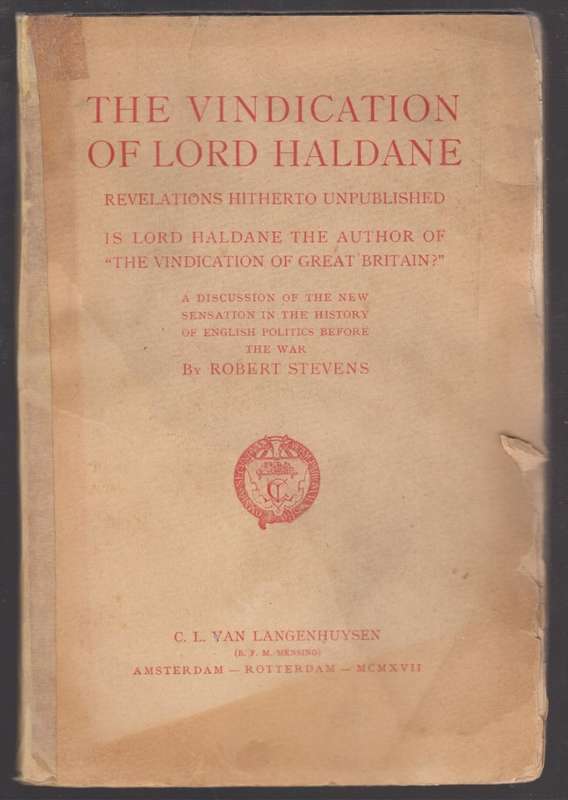 THE VINDICATION
OF LORD HALDANE
REVELATIONS HITHERTO UNPUBLISHED
IS LORD HALDANE THE AUTHOR OF
“THE VINDICATION OF GREAT BRITAIN?”
A DISCUSSION OF THE NEW
SENSATION IN THE HISTORY
OF ENGLISH POLITICS BEFORE
THE WAR
By ROBERT STEVENS
C. L. VAN LANGENHUYSEN
(B. F. M. MENSING)
AMSTERDAM — ROTTERDAM — MCMXVII